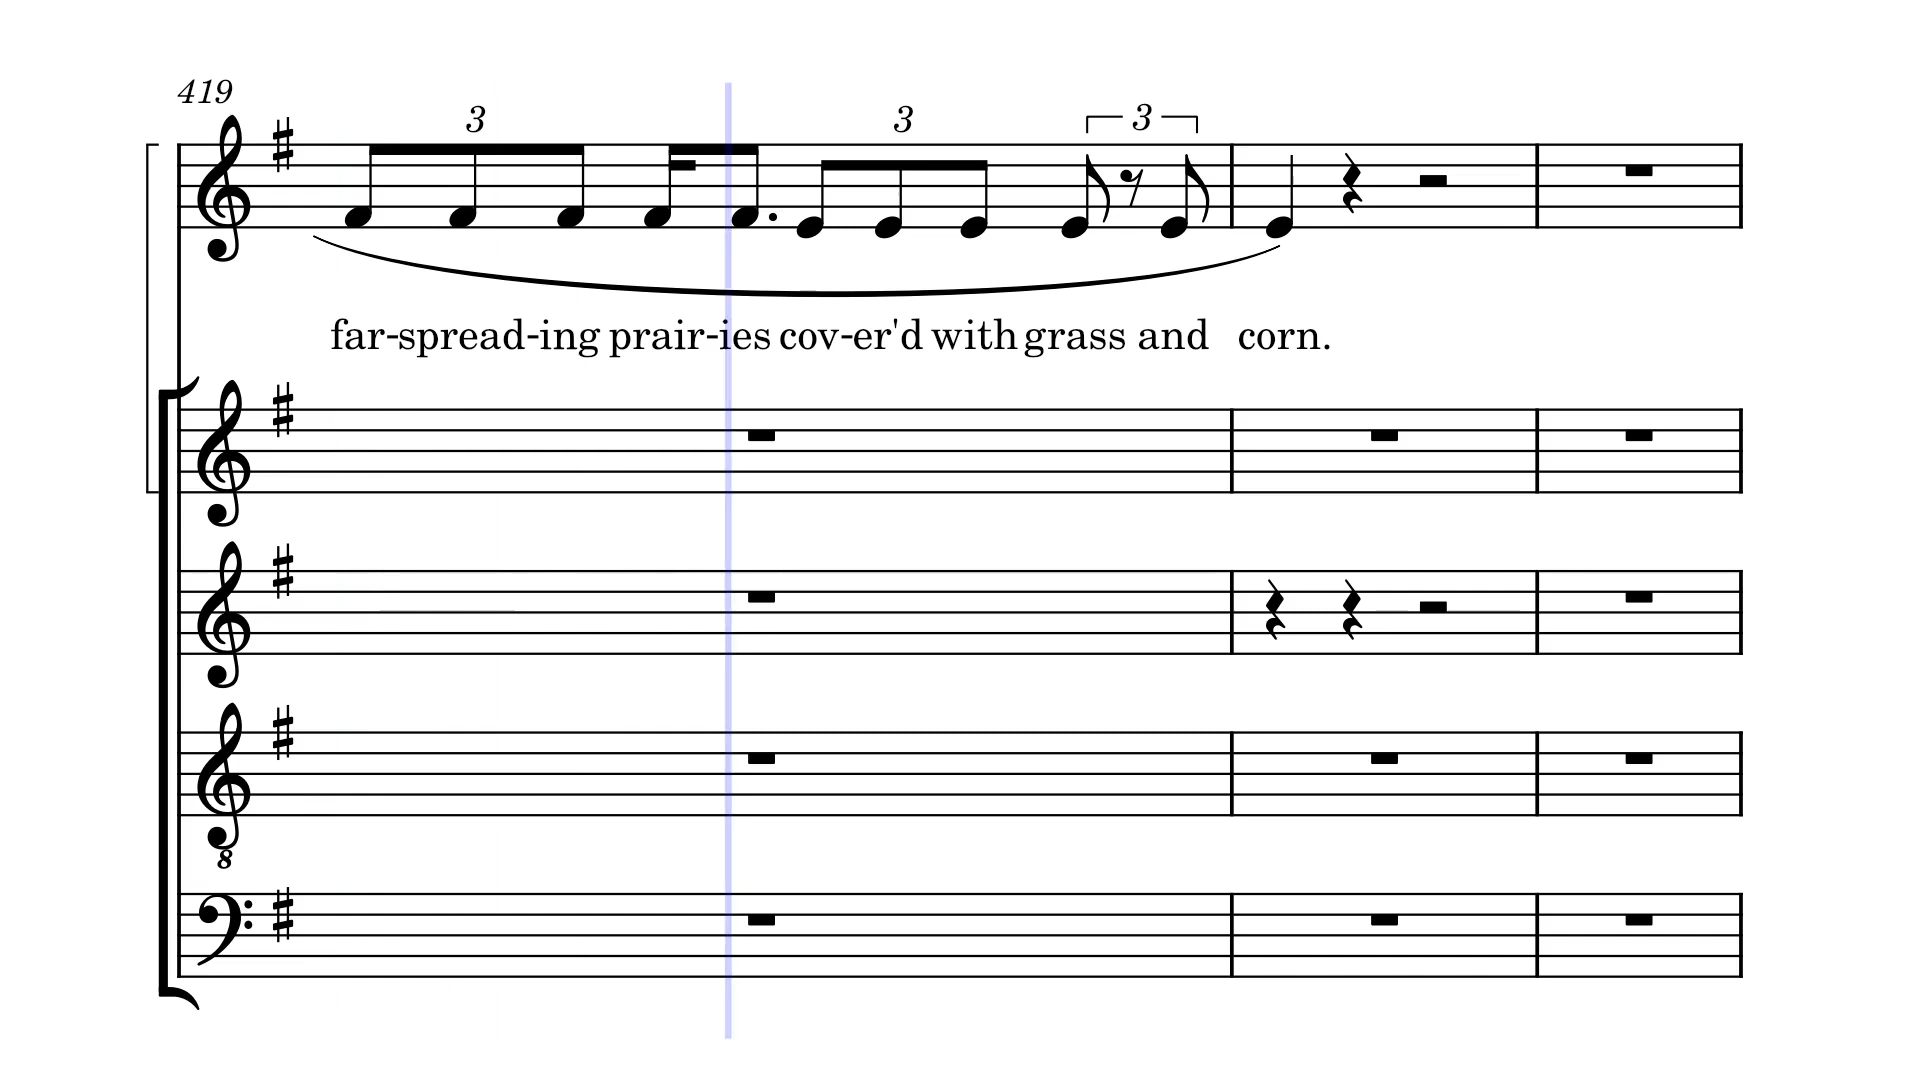 419
3 3 3
far-spread-ing prair-ies cov-er'd with grass and corn.
8